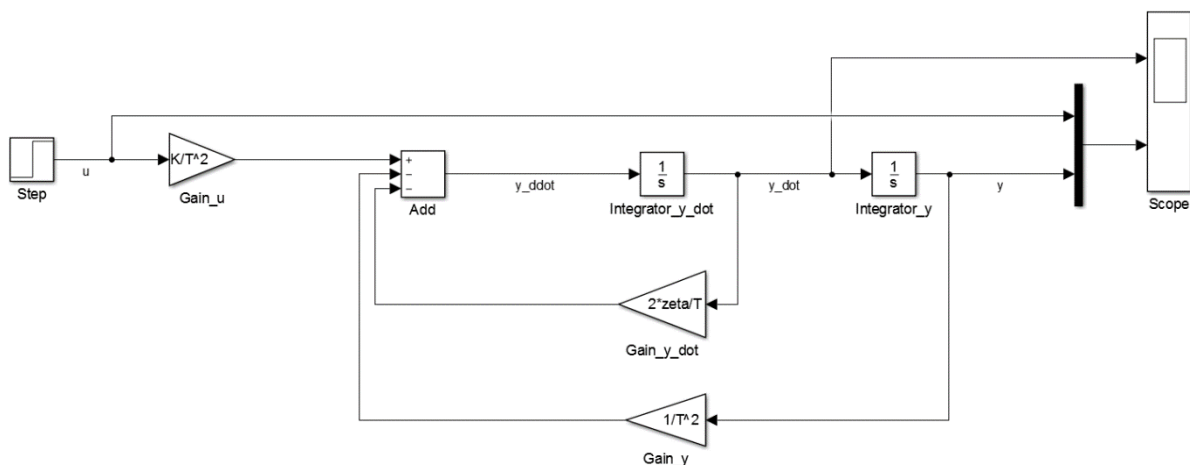 Step
u
K/T^2
Gain_u
+
−
−
Add
y_ddot
1
s
Integrator_y_dot
y_dot
1
s
Integrator_y
y
Scope
2*zeta/T
Gain_y_dot
1/T^2
Gain_y